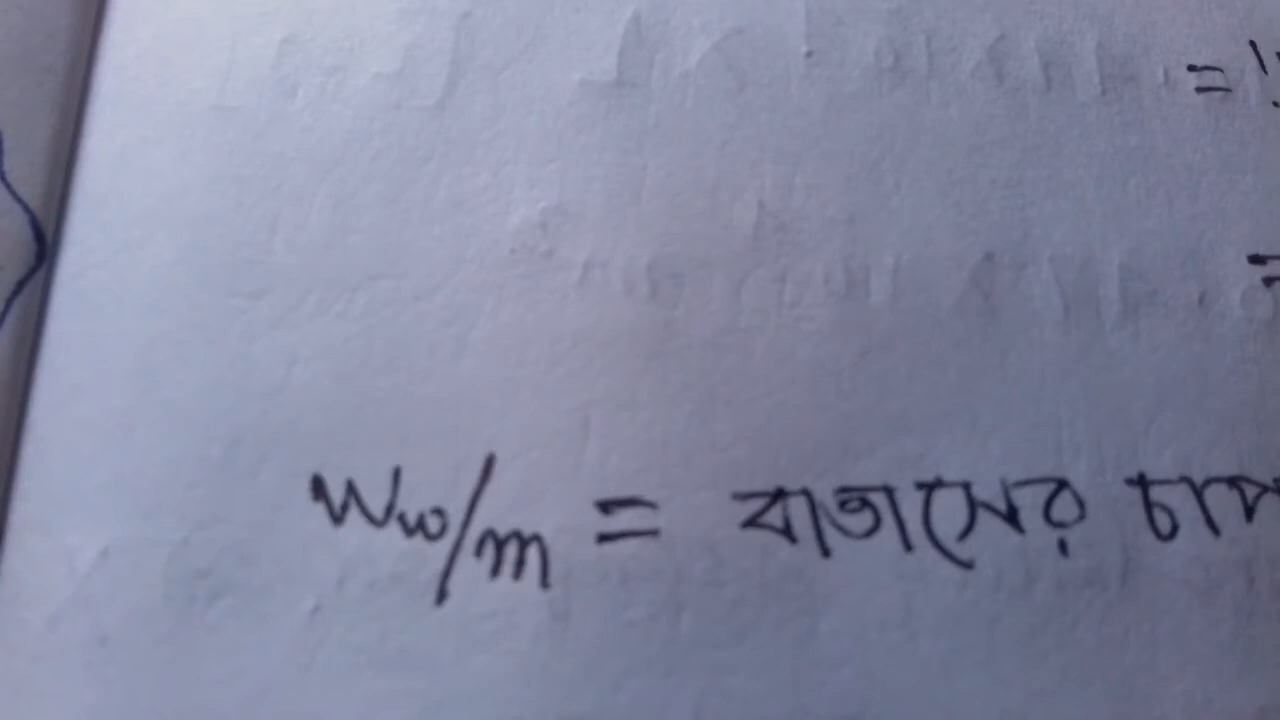 =
=
Ww/m = বাতাসের চাপ